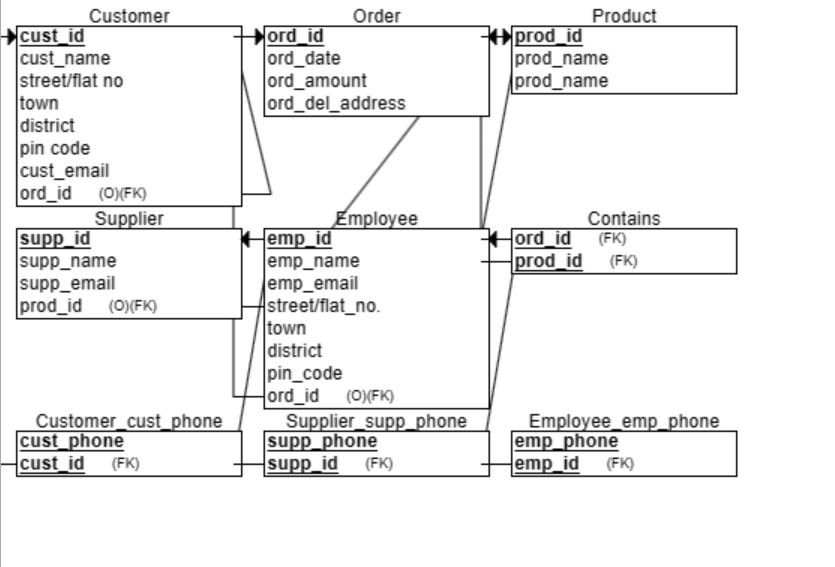 Customer
cust_id
cust_name
street/flat no
town
district
pin code
cust_email
ord_id (O)(FK)
Order
ord_id
ord_date
ord_amount
ord_del_address
Product
prod_id
prod_name
prod_name
Supplier
supp_id
supp_name
supp_email
prod_id (O)(FK)
Employee
emp_id
emp_name
emp_email
street/flat_no.
town
district
pin_code
ord_id (O)(FK)
Contains
ord_id (FK)
prod_id (FK)
Customer_cust_phone
cust_phone
cust_id (FK)
Supplier_supp_phone
supp_phone
supp_id (FK)
Employee_emp_phone
emp_phone
emp_id (FK)